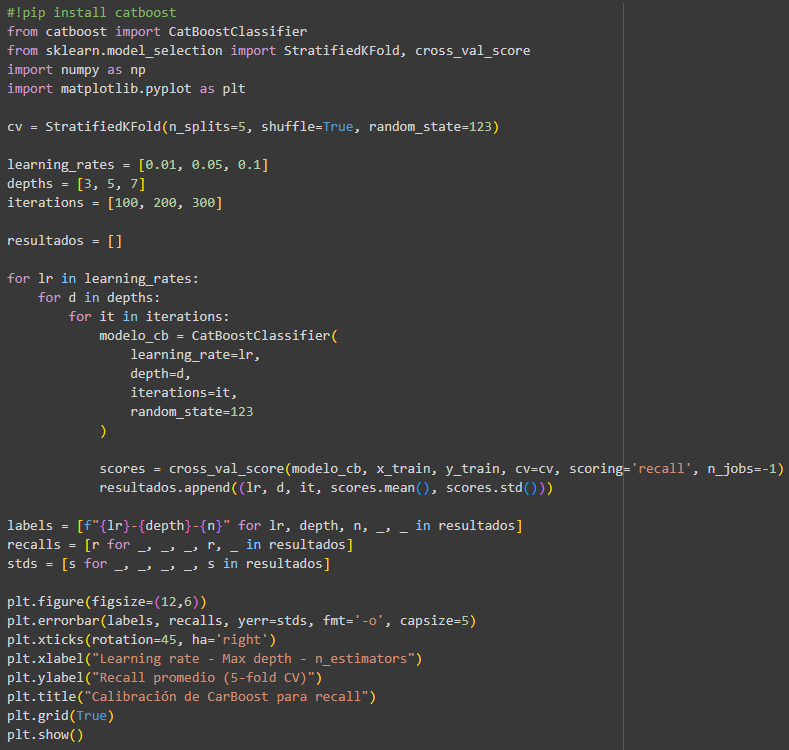 #!pip install catboost
from catboost import CatBoostClassifier
from sklearn.model_selection import StratifiedKFold, cross_val_score
import numpy as np
import matplotlib.pyplot as plt

cv = StratifiedKFold(n_splits=5, shuffle=True, random_state=123)

learning_rates = [0.01, 0.05, 0.1]
depths = [3, 5, 7]
iterations = [100, 200, 300]

resultados = []

for lr in learning_rates:
    for d in depths:
        for it in iterations:
            modelo_cb = CatBoostClassifier(
                learning_rate=lr,
                depth=d,
                iterations=it,
                random_state=123
            )

            scores = cross_val_score(modelo_cb, x_train, y_train, cv=cv, scoring='recall', n_jobs=-1)
            resultados.append((lr, d, it, scores.mean(), scores.std()))

labels = [f"{lr}-{depth}-{n}" for lr, depth, n, _, _ in resultados]
recalls = [r for _, _, _, r, _ in resultados]
stds = [s for _, _, _, _, s in resultados]

plt.figure(figsize=(12,6))
plt.errorbar(labels, recalls, yerr=stds, fmt='-o', capsize=5)
plt.xticks(rotation=45, ha='right')
plt.xlabel("Learning rate - Max depth - n_estimators")
plt.ylabel("Recall promedio (5-fold CV)")
plt.title("Calibración de CarBoost para recall")
plt.grid(True)
plt.show()